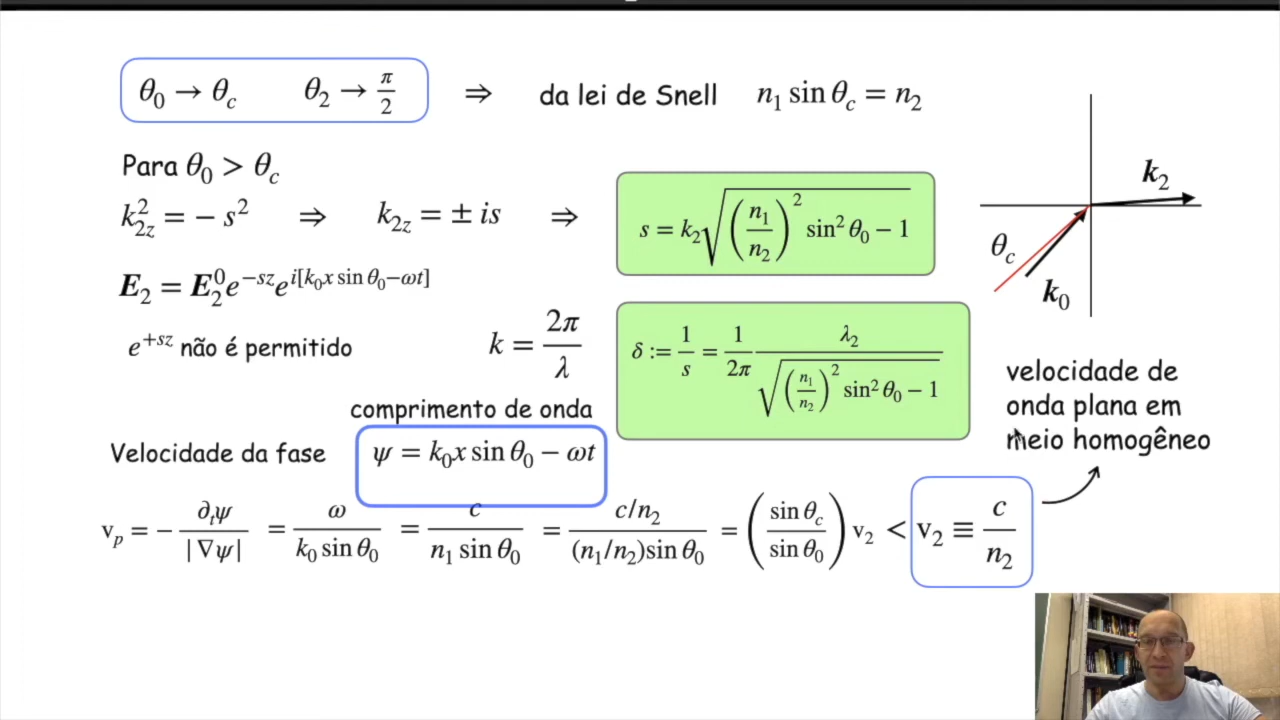 θ₀ → θ_c θ₂ → π/2 ⇒ da lei de Snell n₁ sin θ_c = n₂
Para θ₀ > θ_c
k²₂z = − s² ⇒ k₂z = ± is ⇒ s = k₂√((n₁/n₂)² sin² θ₀ − 1)
E₂ = E₂⁰e^{−sz}e^{i[k₀x sin θ₀−ωt]}
e^{+sz} não é permitido
k = 2π/λ
δ := 1/s = 1/2π λ₂/√((n₁/n₂)² sin² θ₀ − 1)
comprimento de onda
Velocidade da fase ψ = k₀x sin θ₀ − ωt
v_p = − ∂_tψ/|∇ψ| = ω/(k₀ sin θ₀) = c/(n₁ sin θ₀) = (c/n₂)/((n₁/n₂)sin θ₀) = (sin θ_c/sin θ₀) v₂ < v₂ ≡ c/n₂
k₂
θ_c
k₀
velocidade de
onda plana em
meio homogêneo